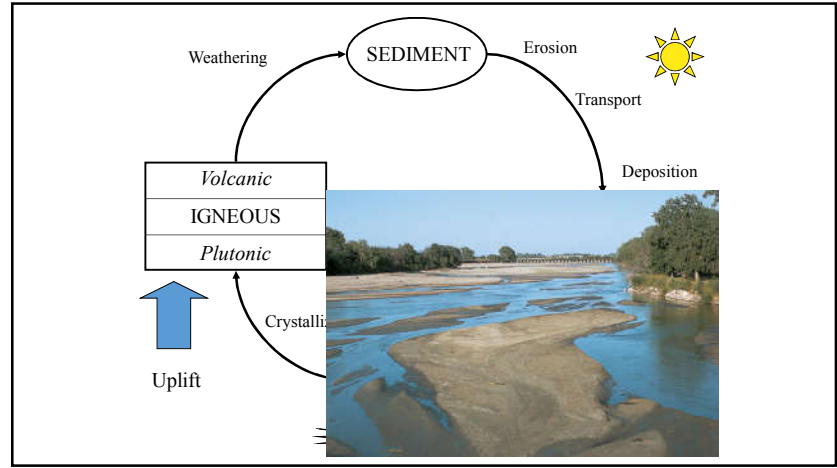 SEDIMENT
Weathering
Erosion
Transport
Deposition
Volcanic
IGNEOUS
Plutonic
Uplift